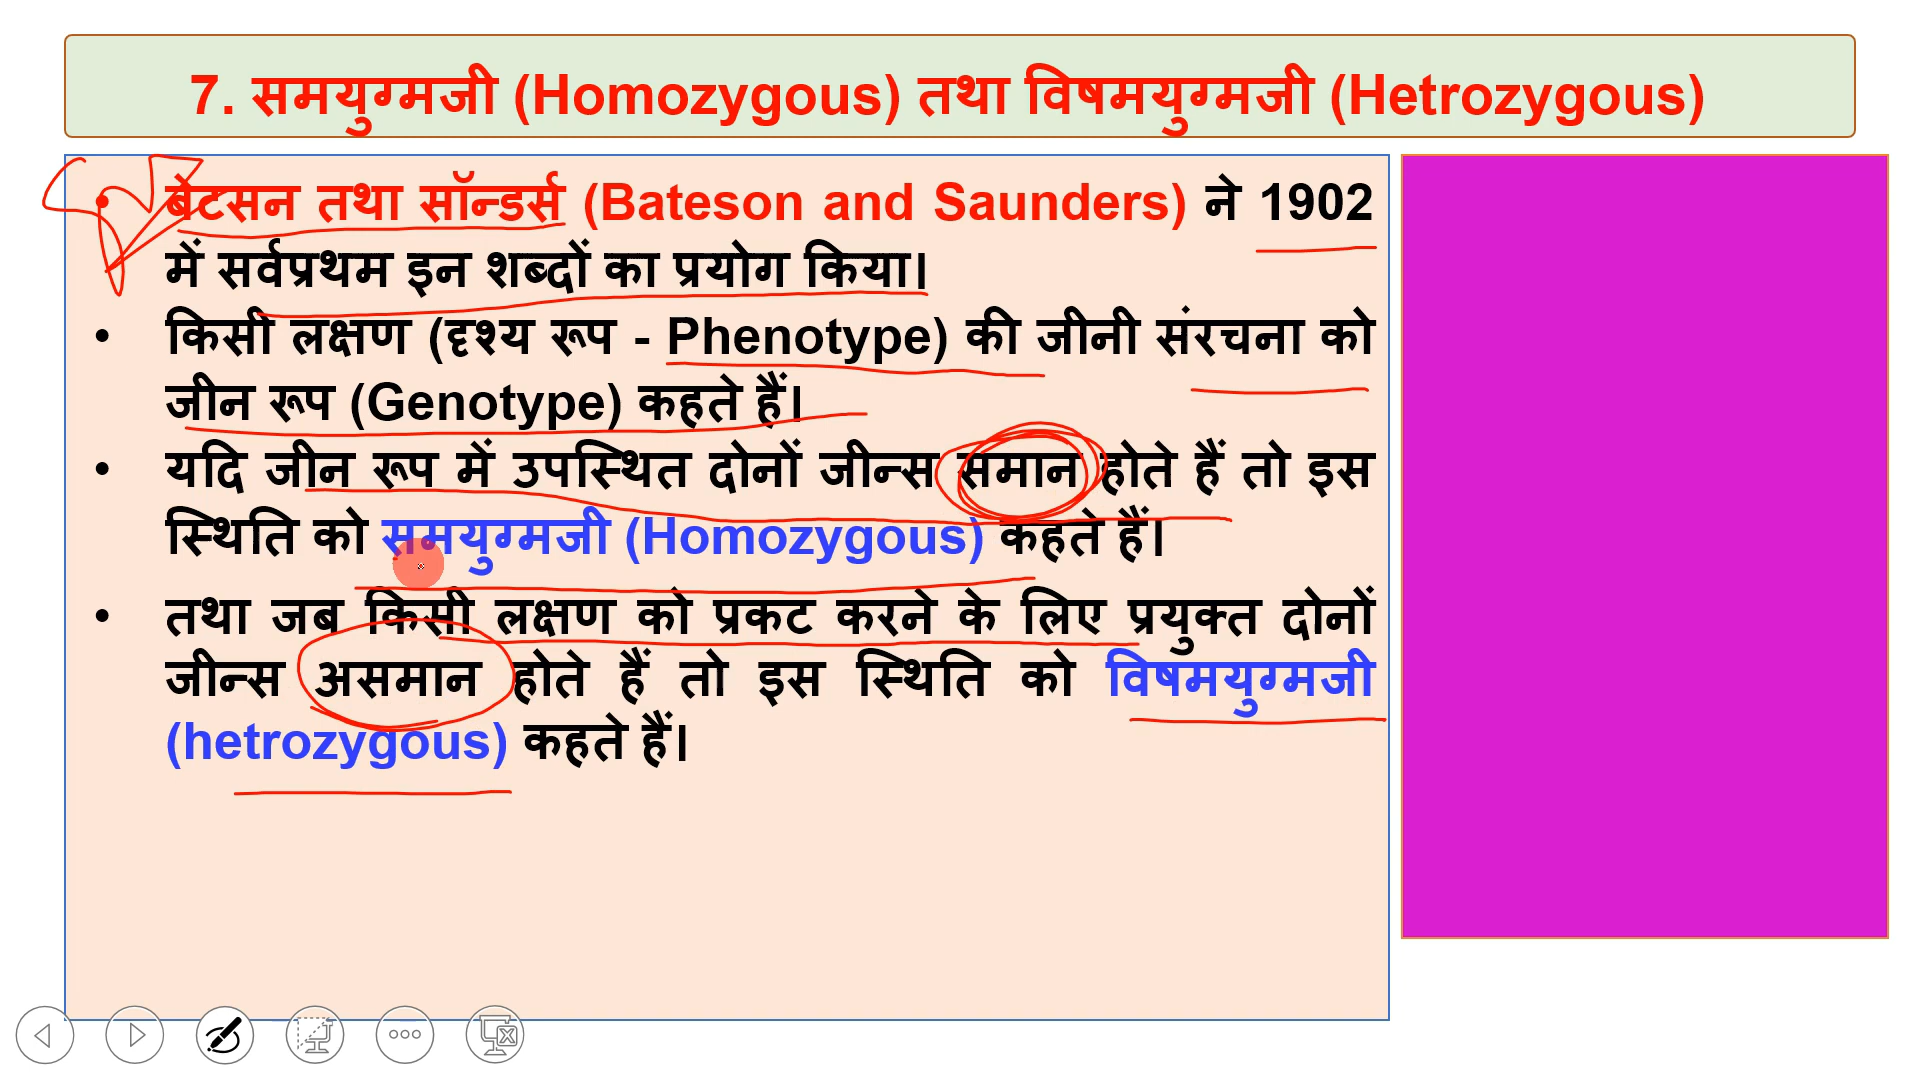 7. समयुग्मजी (Homozygous) तथा विषमयुग्मजी (Hetrozygous)
• बेटसन तथा सॉन्डर्स (Bateson and Saunders) ने 1902
में सर्वप्रथम इन शब्दों का प्रयोग किया।
• किसी लक्षण (दृश्य रूप - Phenotype) की जीनी संरचना को
जीन रूप (Genotype) कहते हैं।
• यदि जीन रूप में उपस्थित दोनों जीन्स समान होते हैं तो इस
स्थिति को समयुग्मजी (Homozygous) कहते हैं।
• तथा जब किसी लक्षण को प्रकट करने के लिए प्रयुक्त दोनों
जीन्स असमान होते हैं तो इस स्थिति को विषमयुग्मजी
(hetrozygous) कहते हैं।